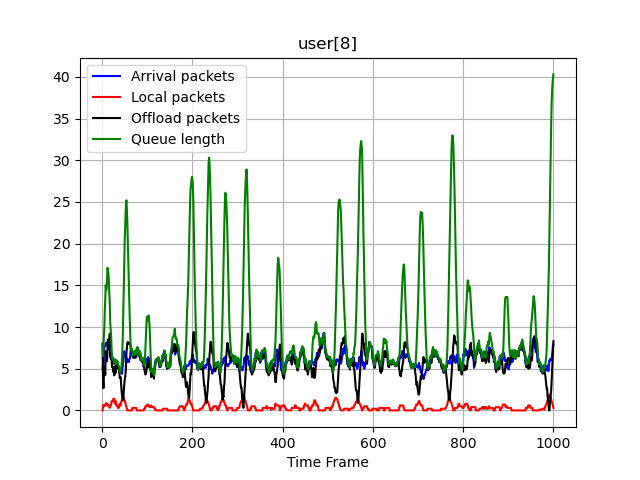 user[8]
Arrival packets
Local packets
Offload packets
Queue length
40
35
30
25
20
15
10
5
0
0 200 400 600 800 1000
Time Frame